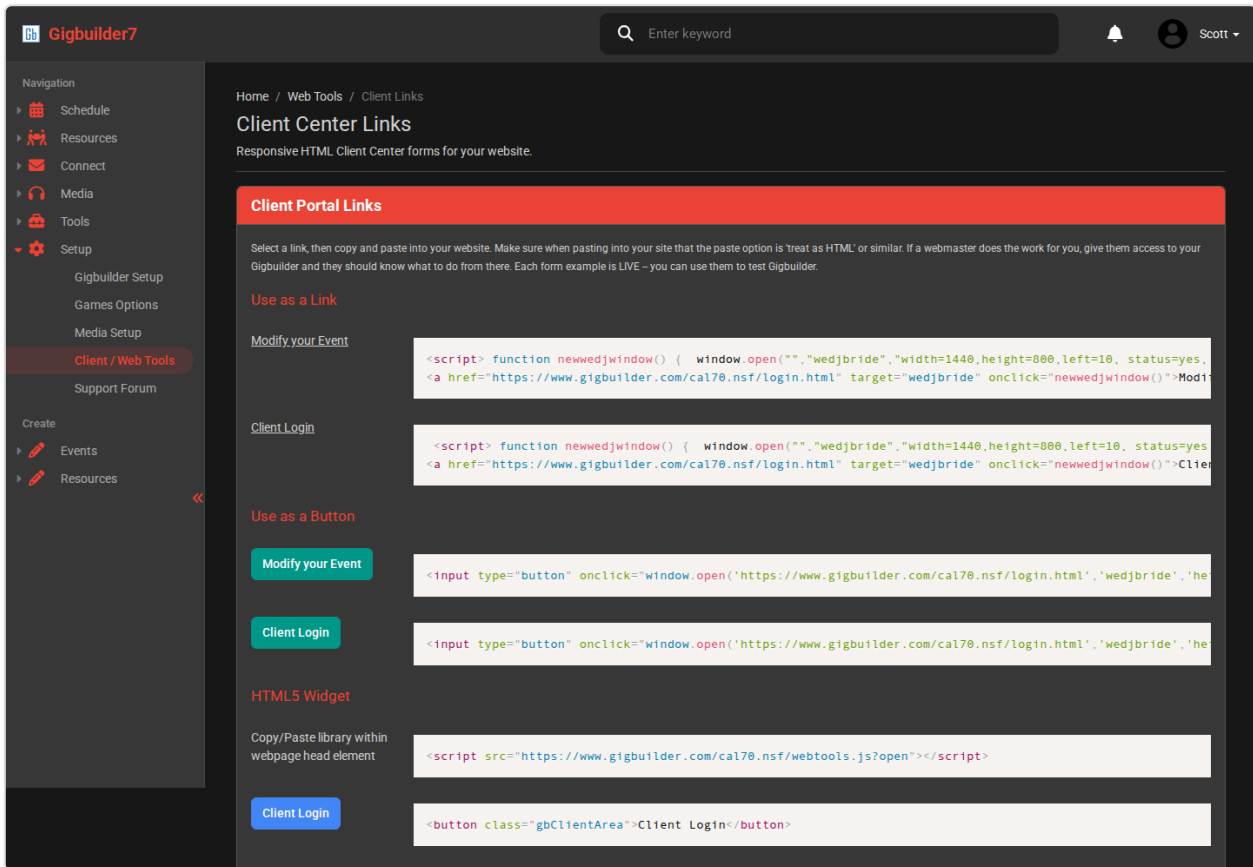 Gb Gigbuilder7
Enter keyword
Scott
Navigation
Schedule
Resources
Connect
Media
Tools
Setup
Gigbuilder Setup
Games Options
Media Setup
Client / Web Tools
Support Forum
Create
Events
Resources
Home / Web Tools / Client Links
Client Center Links
Responsive HTML Client Center forms for your website.
Client Portal Links
Select a link, then copy and paste into your website. Make sure when pasting into your site that the paste option is 'treat as HTML' or similar. If a webmaster does the work for you, give them access to your
Gigbuilder and they should know what to do from there. Each form example is LIVE – you can use them to test Gigbuilder.
Use as a Link
Modify your Event
<script> function newwedjwindow() {  window.open("","wedjbride","width=1440,height=800,left=10, status=yes,
<a href="https://www.gigbuilder.com/cal70.nsf/login.html" target="wedjbride" onclick="newwedjwindow()">Modif
Client Login
<script> function newwedjwindow() {  window.open("","wedjbride","width=1440,height=800,left=10, status=yes
<a href="https://www.gigbuilder.com/cal70.nsf/login.html" target="wedjbride" onclick="newwedjwindow()">Clien
Use as a Button
Modify your Event
<input type="button" onclick="window.open('https://www.gigbuilder.com/cal70.nsf/login.html','wedjbride','hei
Client Login
<input type="button" onclick="window.open('https://www.gigbuilder.com/cal70.nsf/login.html','wedjbride','hei
HTML5 Widget
Copy/Paste library within
webpage head element
<script src="https://www.gigbuilder.com/cal70.nsf/webtools.js?open"></script>
Client Login
<button class="gbClientArea">Client Login</button>